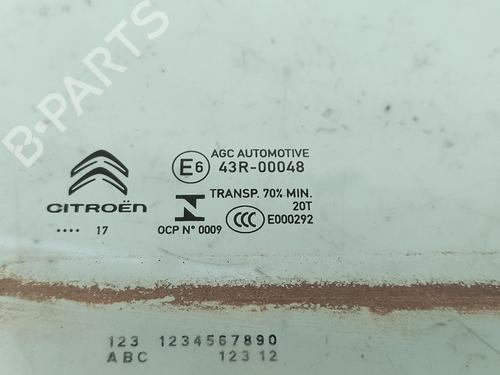 B-PARTS
AGC AUTOMOTIVE
E6 43R-00048
CITROËN
TRANSP. 70% MIN.
20T
N CCC E000292
.... 17
OCP N° 0009
123 1234567890
ABC 123 12